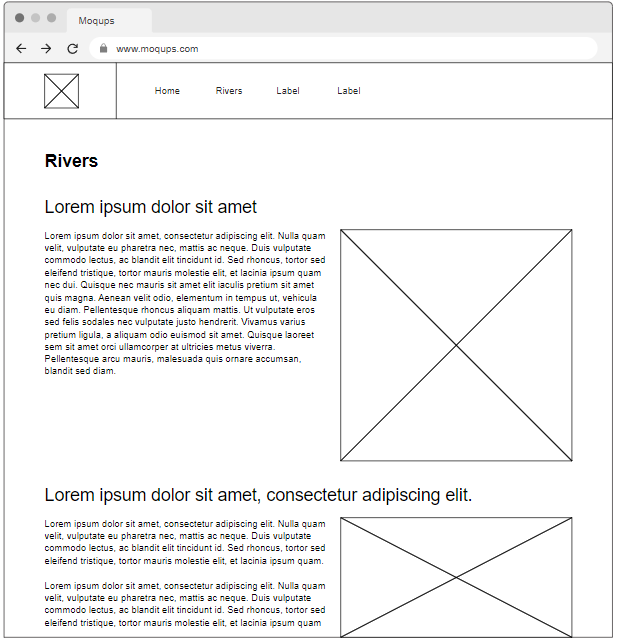 Moqups
www.moqups.com
Home Rivers Label Label
Rivers
Lorem ipsum dolor sit amet
Lorem ipsum dolor sit amet, consectetur adipiscing elit. Nulla quam
velit, vulputate eu pharetra nec, mattis ac neque. Duis vulputate
commodo lectus, ac blandit elit tincidunt id. Sed rhoncus, tortor sed
eleifend tristique, tortor mauris molestie elit, et lacinia ipsum quam
nec dui. Quisque nec mauris sit amet elit iaculis pretium sit amet
quis magna. Aenean velit odio, elementum in tempus ut, vehicula
eu diam. Pellentesque rhoncus aliquam mattis. Ut vulputate eros
sed felis sodales nec vulputate justo hendrerit. Vivamus varius
pretium ligula, a aliquam odio euismod sit amet. Quisque laoreet
sem sit amet orci ullamcorper at ultricies metus viverra.
Pellentesque arcu mauris, malesuada quis ornare accumsan,
blandit sed diam.
Lorem ipsum dolor sit amet, consectetur adipiscing elit.
Lorem ipsum dolor sit amet, consectetur adipiscing elit. Nulla quam
velit, vulputate eu pharetra nec, mattis ac neque. Duis vulputate
commodo lectus, ac blandit elit tincidunt id. Sed rhoncus, tortor sed
eleifend tristique, tortor mauris molestie elit, et lacinia ipsum quam.
Lorem ipsum dolor sit amet, consectetur adipiscing elit. Nulla quam
velit, vulputate eu pharetra nec, mattis ac neque. Duis vulputate
commodo lectus, ac blandit elit tincidunt id. Sed rhoncus, tortor sed
eleifend tristique, tortor mauris molestie elit, et lacinia ipsum quam